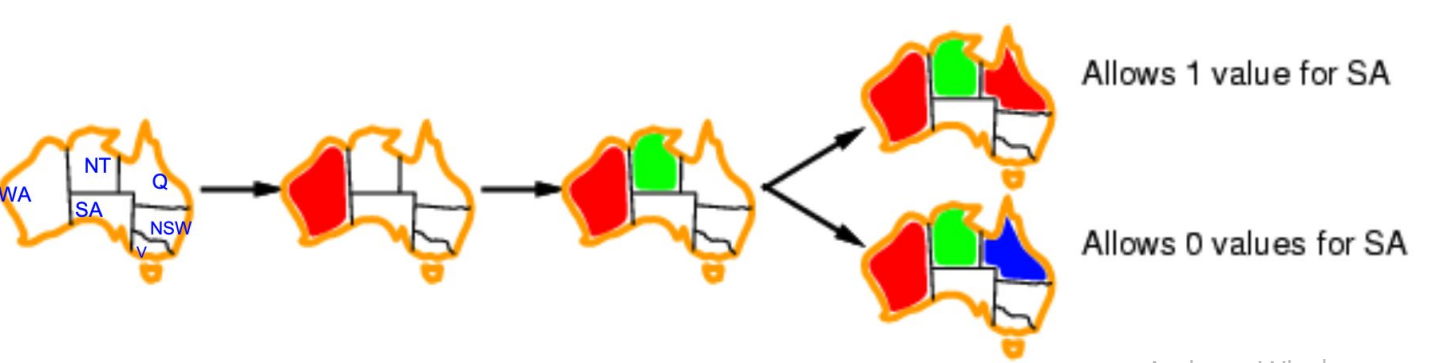 Allows 1 value for SA
NT
Q
WA
SA
NSW
V
Allows 0 values for SA